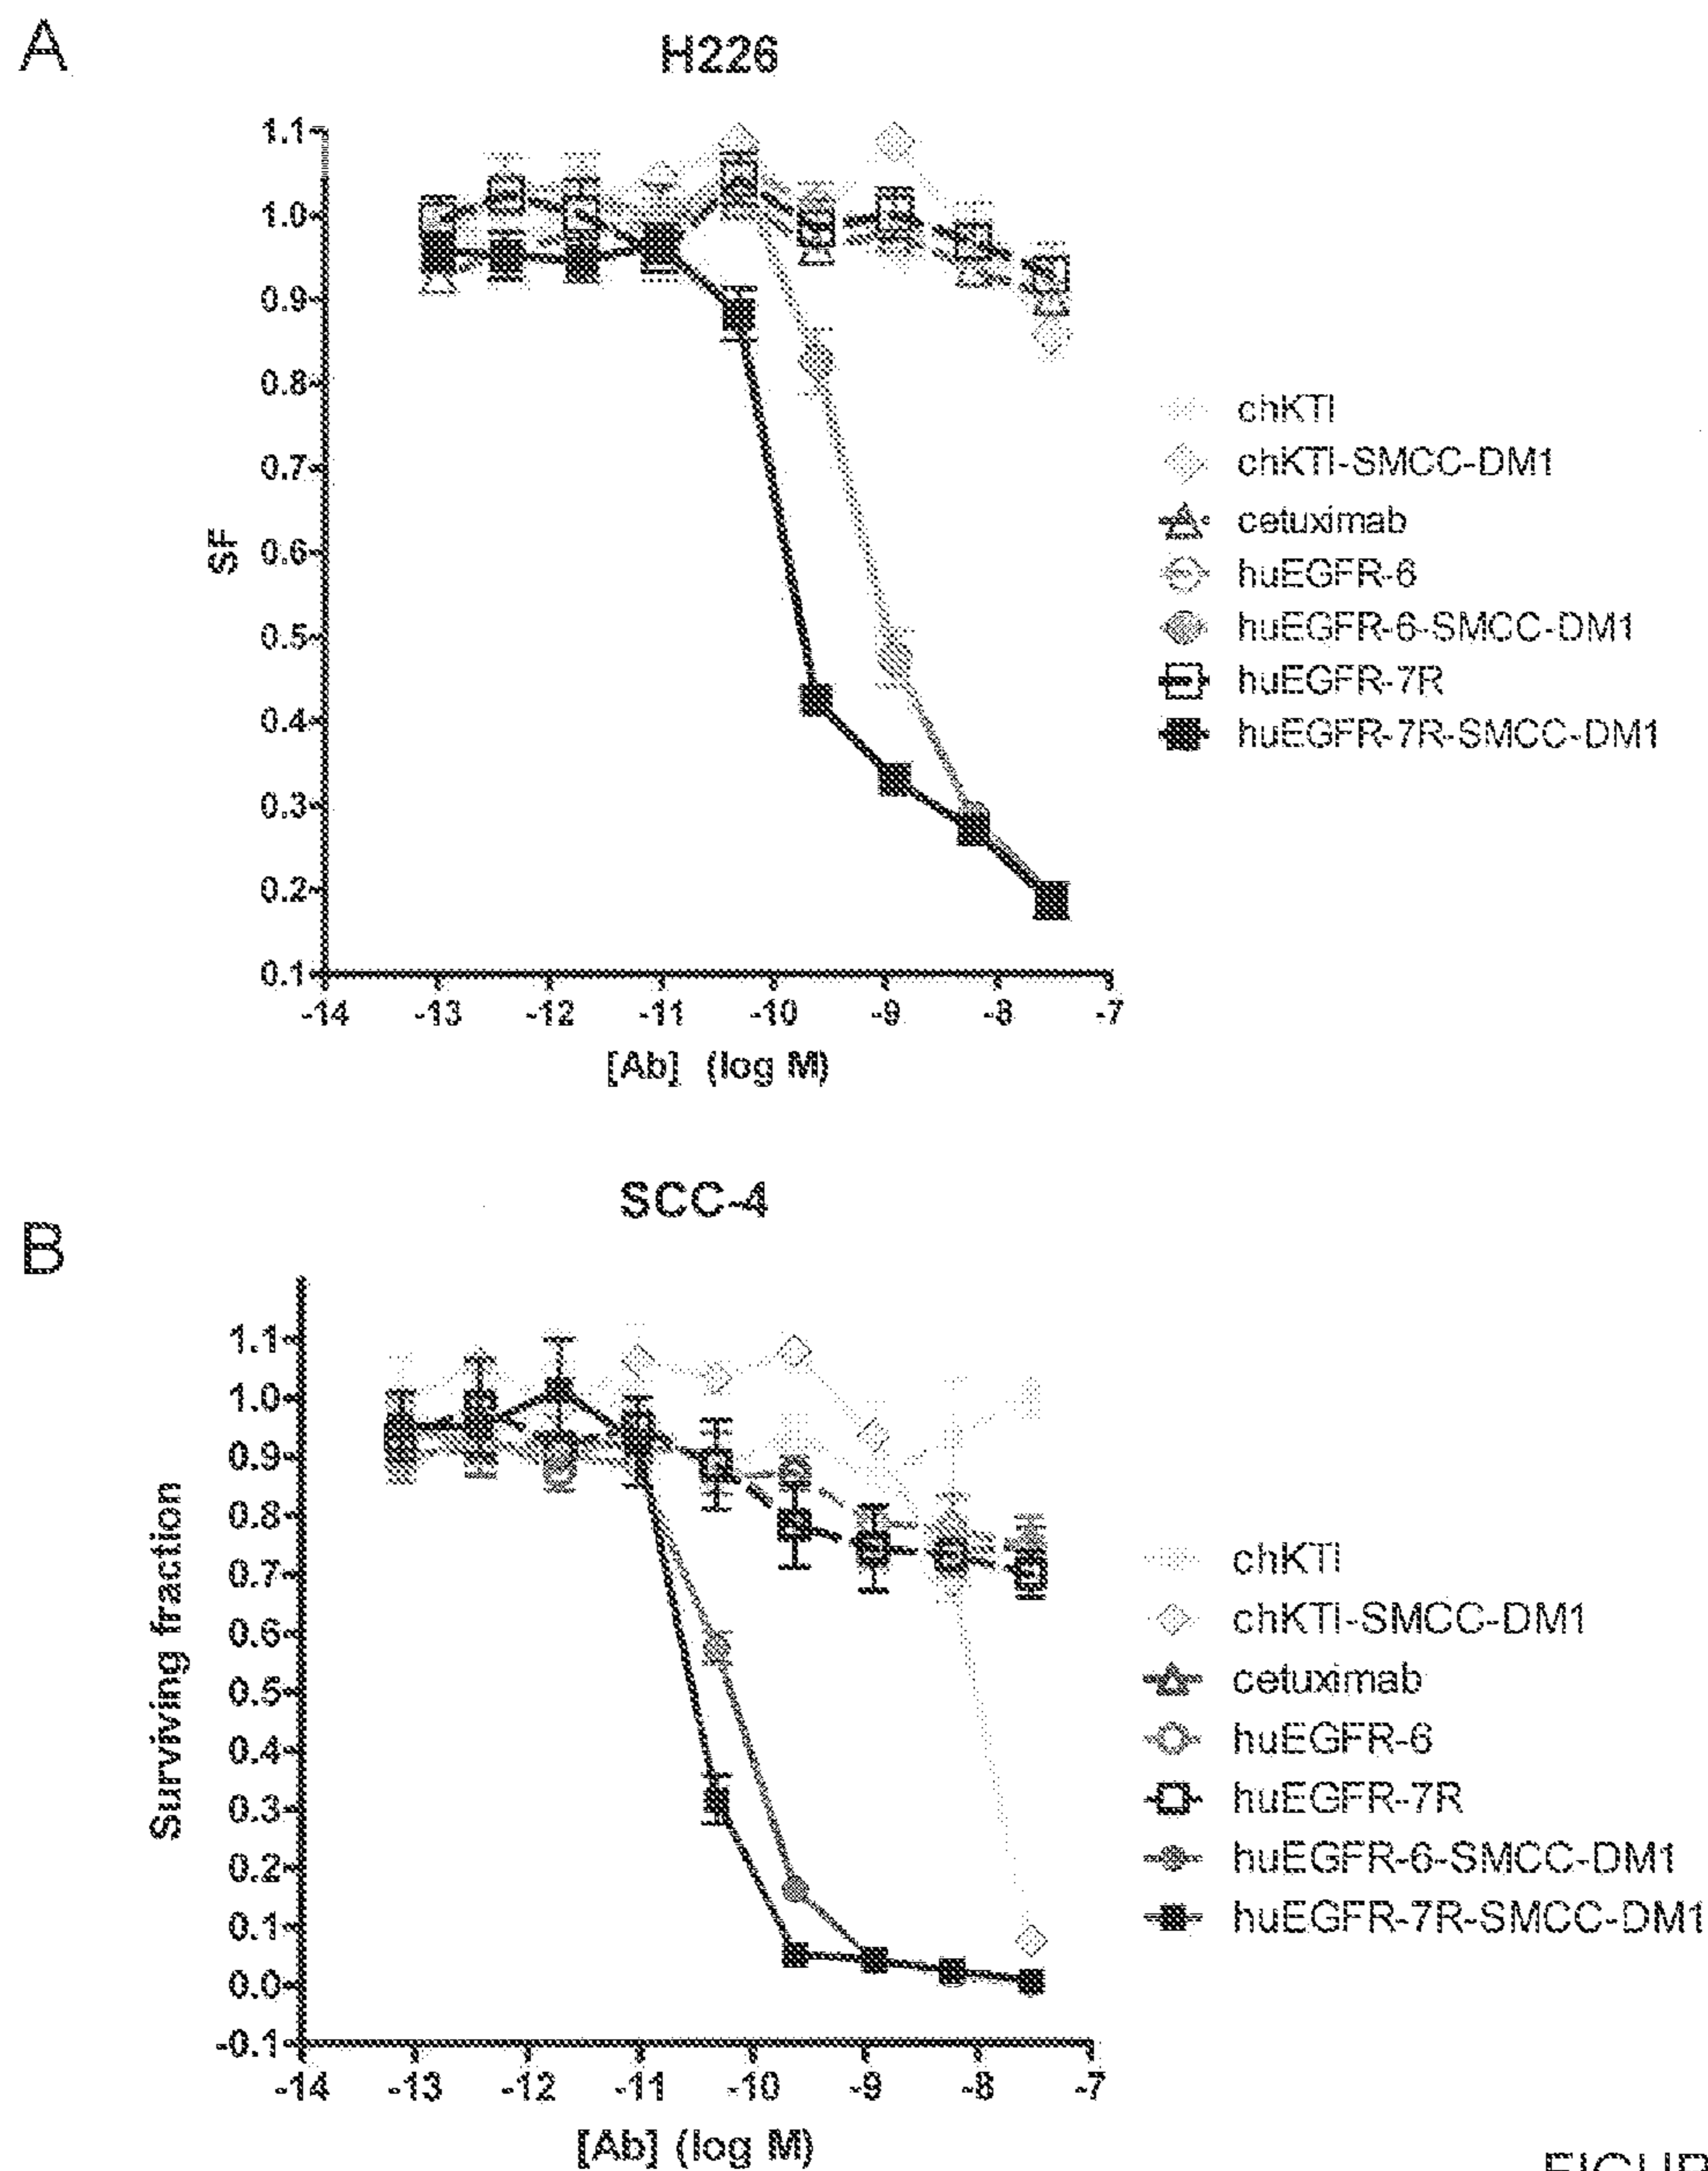 A
H226
1.1
1.0
0.9
0.8
0.7
0.6
0.5
0.4
0.3
0.2
0.1
SF
-14 -13 -12 -11 -10 -9 -8 -7
[Ab] (log M)
chKTI
chKTI-SMCC-DM1
cetuximab
huEGFR-6
huEGFR-6-SMCC-DM1
huEGFR-7R
huEGFR-7R-SMCC-DM1
B
SCC-4
1.1
1.0
0.9
0.8
0.7
0.6
0.5
0.4
0.3
0.2
0.1
0.0
-0.1
Surviving fraction
-14 -13 -12 -11 -10 -9 -8 -7
[Ab] (log M)
chKTI
chKTI-SMCC-DM1
cetuximab
huEGFR-6
huEGFR-7R
huEGFR-6-SMCC-DM1
huEGFR-7R-SMCC-DM1